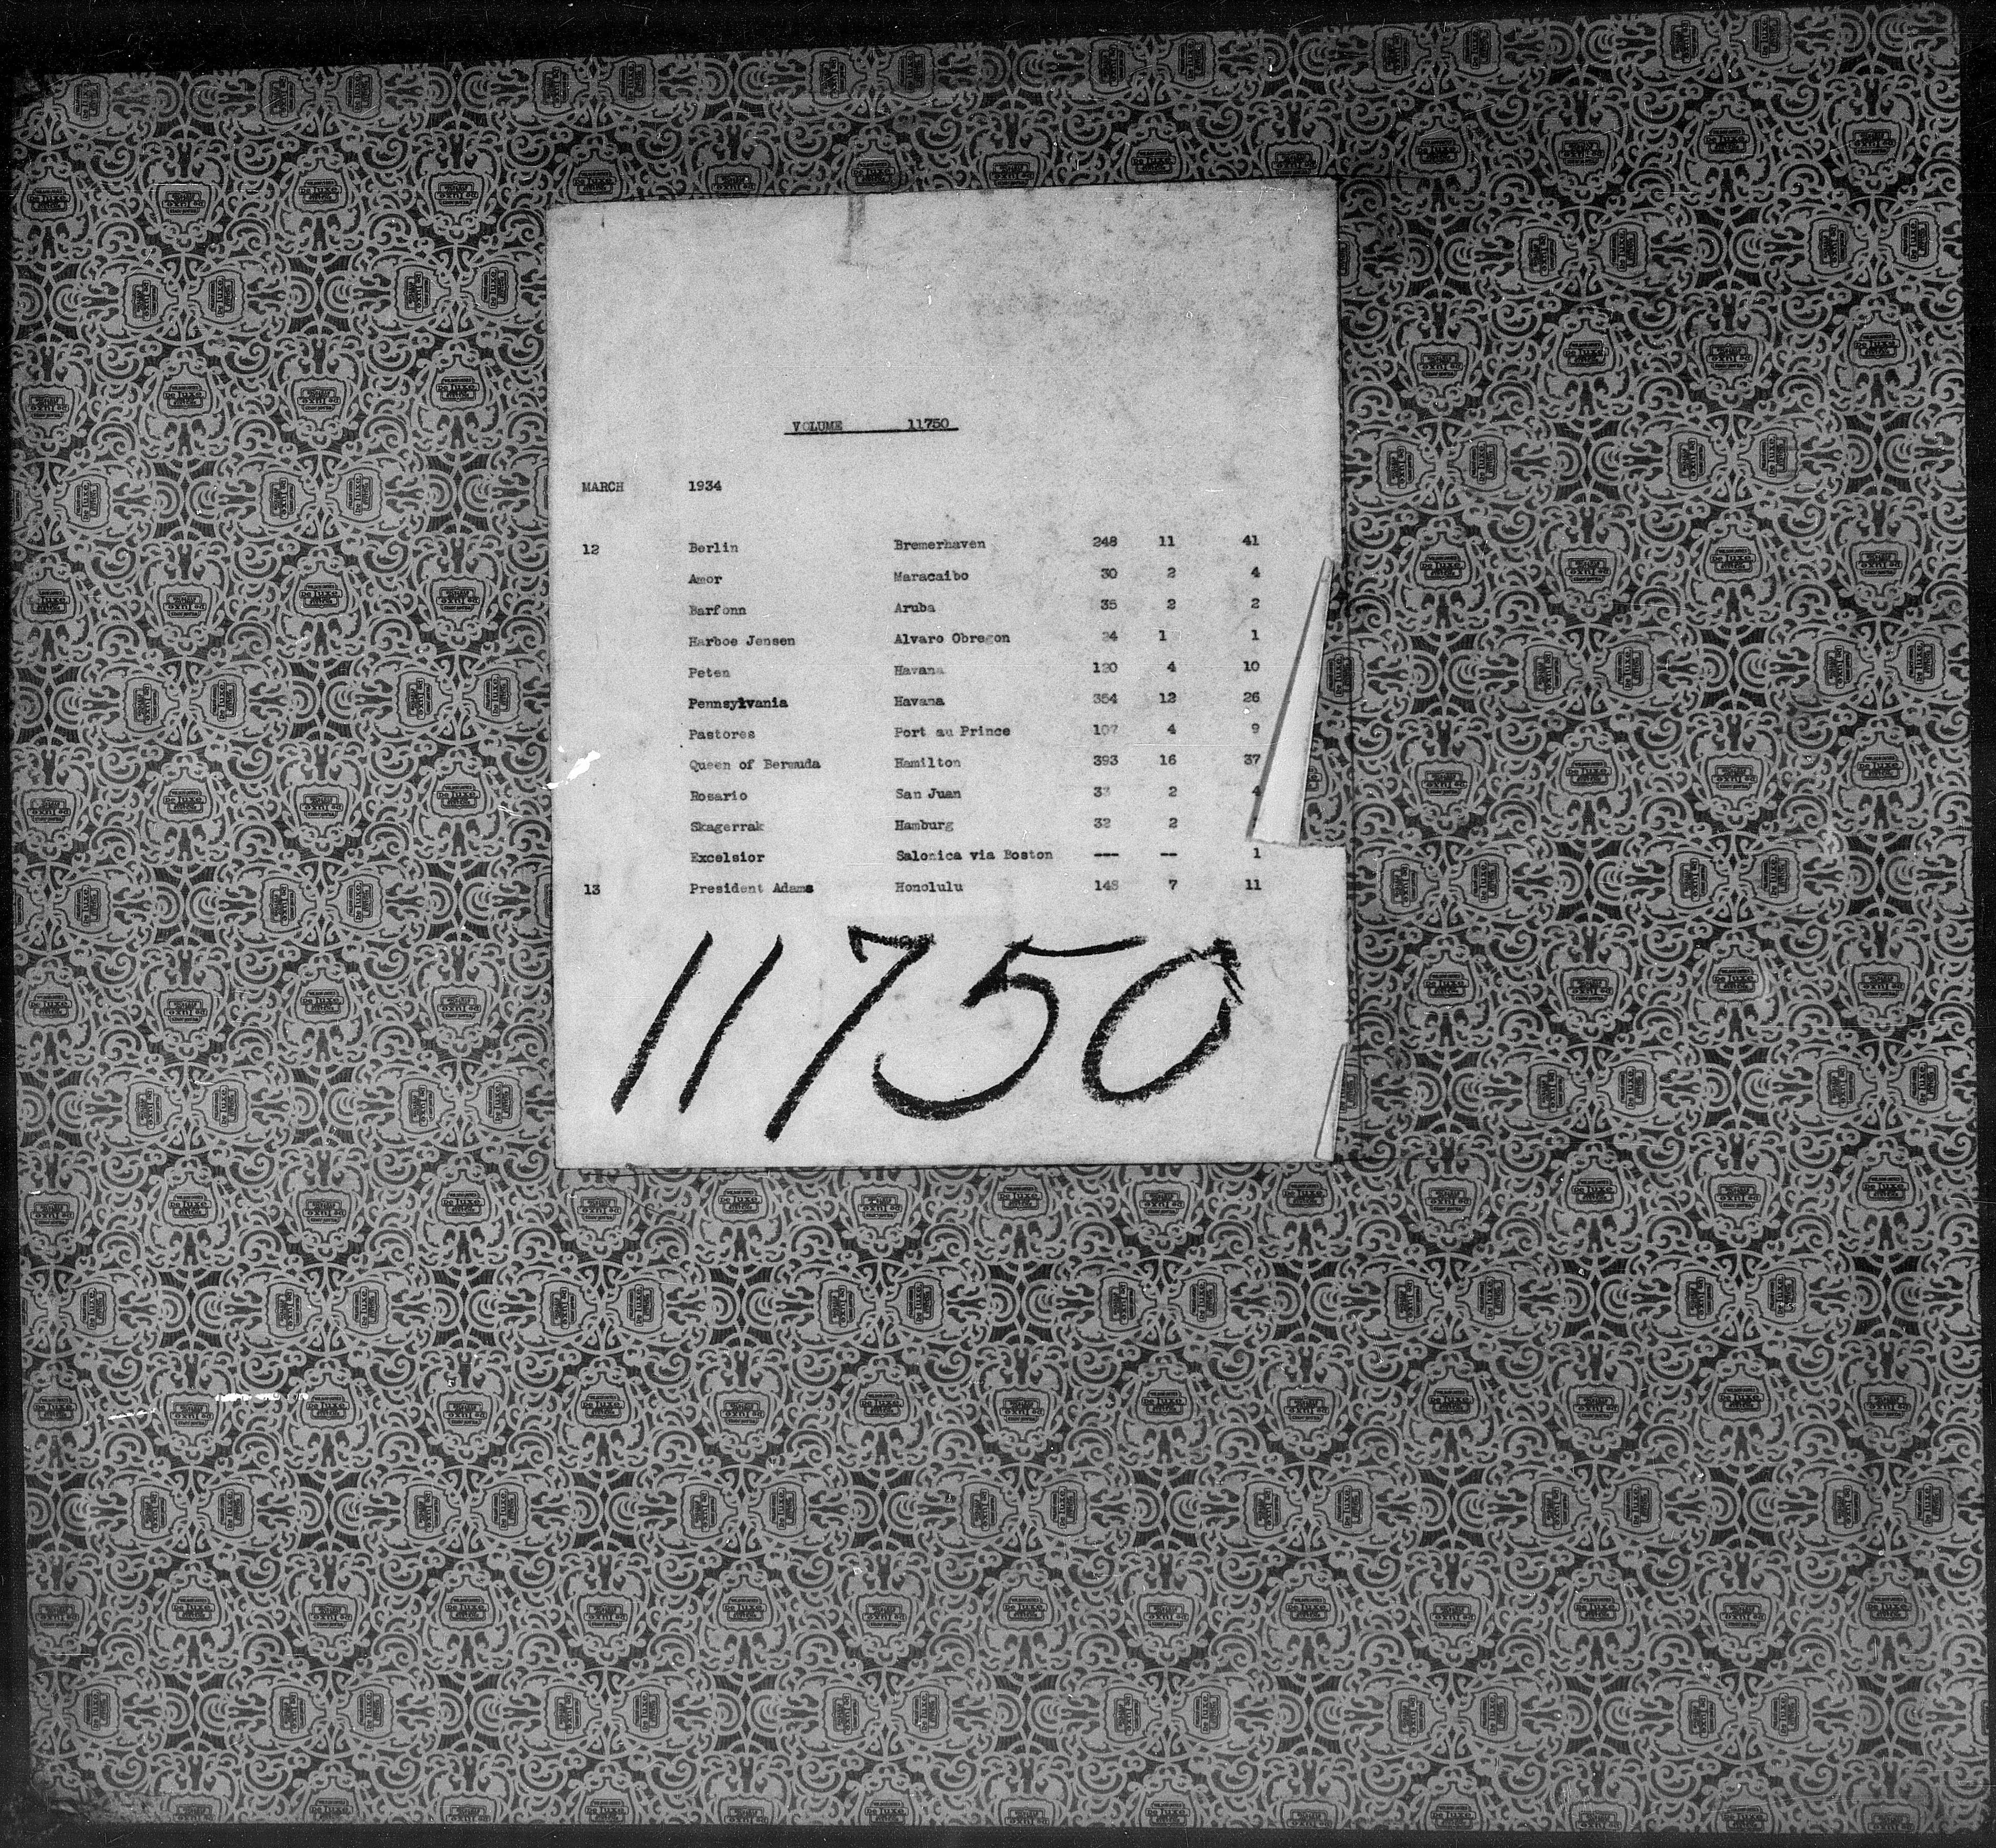 VOLUME 11750
MARCH 1934
12 Berlin Bremerhaven 248 11 41
Amor Maracaibo 30 2 4
Barfonn Aruba 35 2 2
Harboe Jensen Alvaro Obregon 24 1 1
Peten Havana 120 4 10
Pennsylvania Havana 354 12 26
Pastores Port au Prince 107 4 9
Queen of Bermuda Hamilton 393 16 37
Rosario San Juan 2 4
Skagerrak Hamburg 32 2
Excelsior Salonica via Boston --- -- 1
13 President Adams Honolulu 148 7 11
11750